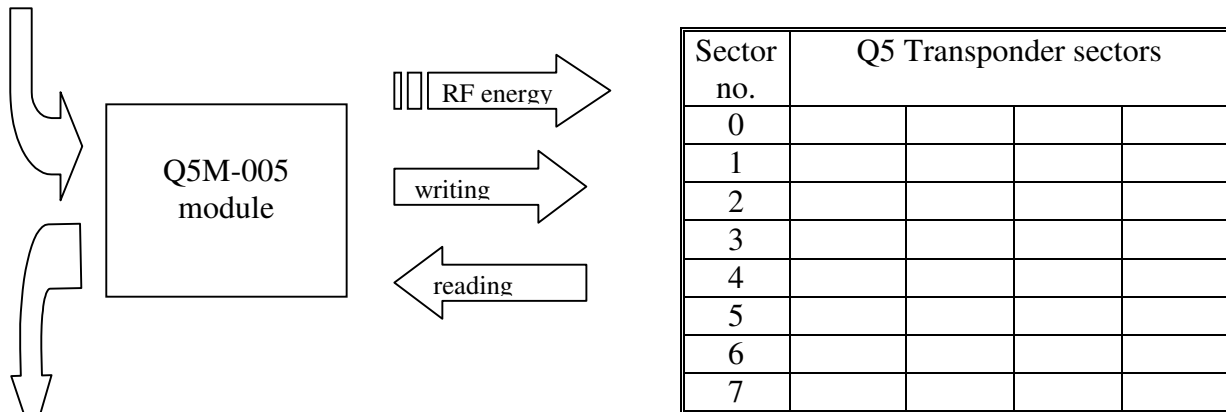 RF energy
Q5M-005
module
writing
reading
Sector
no.
Q5 Transponder sectors
0
1
2
3
4
5
6
7